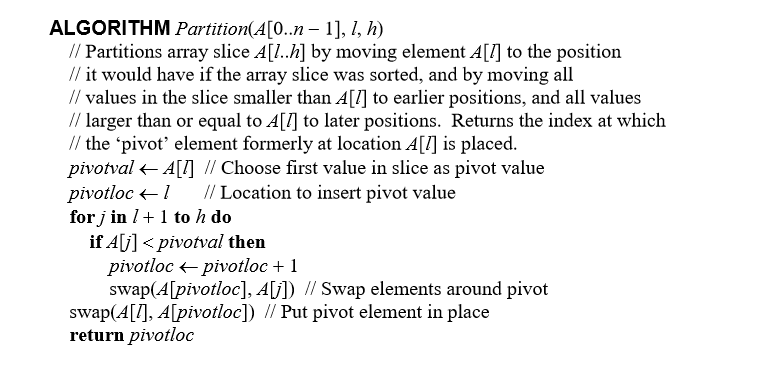 ALGORITHM Partition(A[0..n – 1], l, h)
// Partitions array slice A[l..h] by moving element A[l] to the position
// it would have if the array slice was sorted, and by moving all
// values in the slice smaller than A[l] to earlier positions, and all values
// larger than or equal to A[l] to later positions.  Returns the index at which
// the ‘pivot’ element formerly at location A[l] is placed.
pivotval ← A[l]  // Choose first value in slice as pivot value
pivotloc ← l  // Location to insert pivot value
for j in l + 1 to h do
if A[j] < pivotval then
pivotloc ← pivotloc + 1
swap(A[pivotloc], A[j])  // Swap elements around pivot
swap(A[l], A[pivotloc])  // Put pivot element in place
return pivotloc